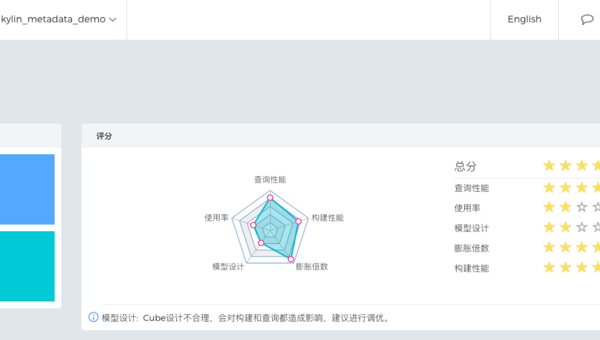 kylin_metadata_demo
English
评分
查询性能
使用率
构建性能
模型设计
膨胀倍数
总分
查询性能
使用率
模型设计
膨胀倍数
构建性能
模型设计: Cube设计不合理，会对构建和查询都造成影响，建议进行调优。